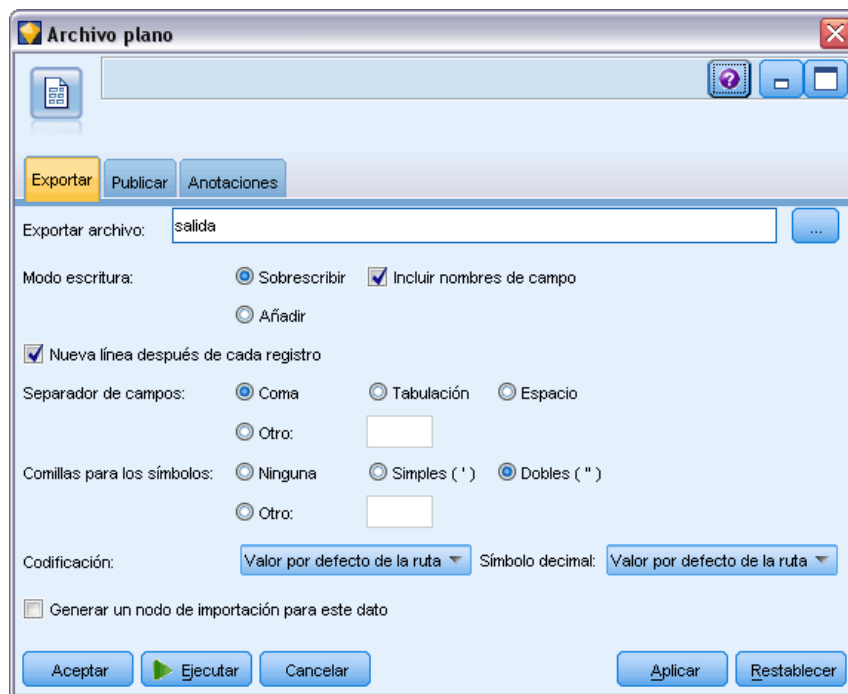 Archivo plano
Exportar Publicar Anotaciones
Exportar archivo: salida ...
Modo escritura: Sobrescribir Incluir nombres de campo
Añadir
Nueva línea después de cada registro
Separador de campos: Coma Tabulación Espacio
Otro:
Comillas para los símbolos: Ninguna Simples ( ' ) Dobles ( " )
Otro:
Codificación: Valor por defecto de la ruta Símbolo decimal: Valor por defecto de la ruta
Generar un nodo de importación para este dato
Aceptar Ejecutar Cancelar Aplicar Restablecer